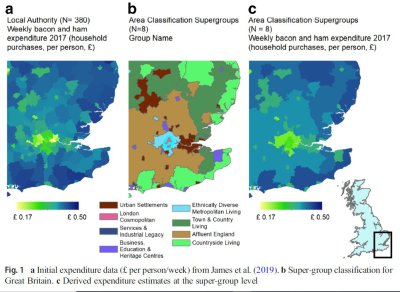 a
Local Authority (N= 380)
Weekly bacon and ham
expenditure 2017 (household
purchases, per person, £)
b
Area Classification Supergroups
(N=8)
Group Name
c
Area Classification Supergroups
(N = 8)
Weekly bacon and ham expenditure 2017
(household purchases, per person, £)
£ 0.17
£ 0.50
Urban Settlements
London
Cosmopolitan
Services &
Industrial Legacy
Business,
Education &
Heritage Centres
Ethnically Diverse
Metropolitan Living
Town & Country
Living
Affluent England
Countryside Living
£ 0.17
£ 0.50
Fig. 1 a Initial expenditure data (£ per person/week) from James et al. (2019). b Super-group classification for
Great Britain. c Derived expenditure estimates at the super-group level